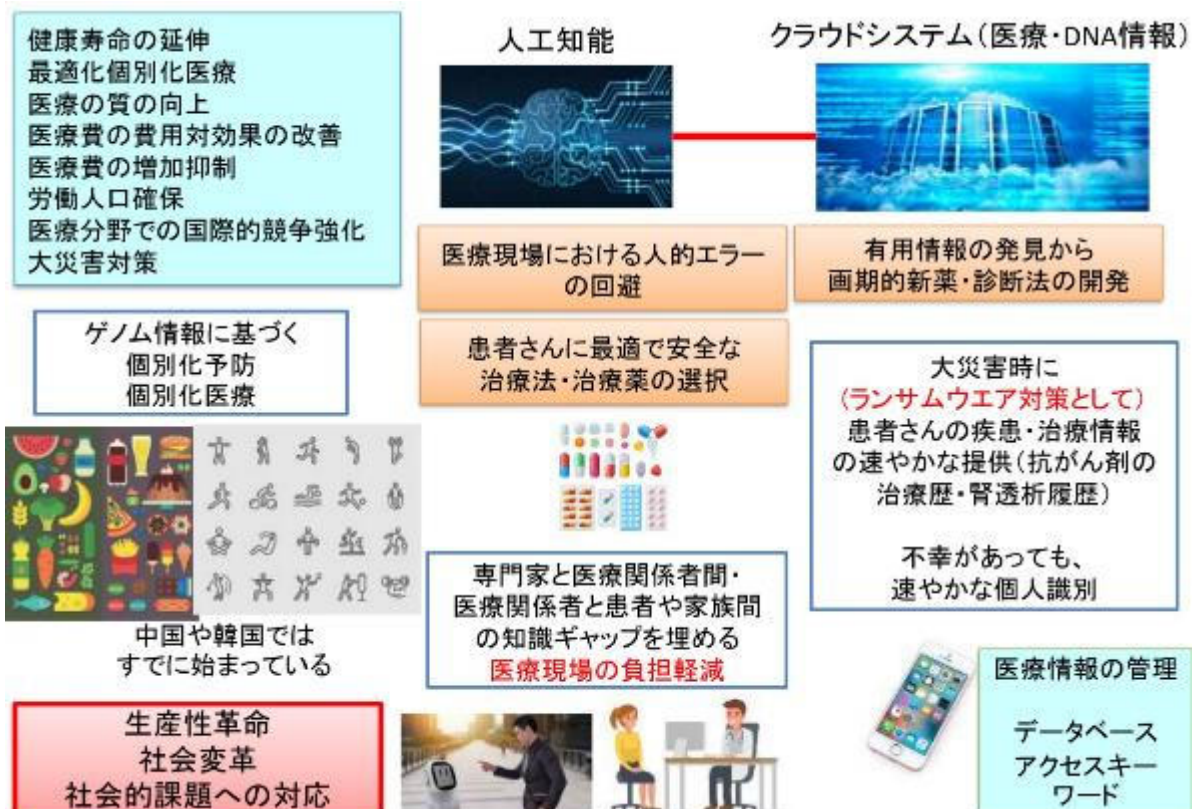 健康寿命の延伸
最適化個別化医療
医療の質の向上
医療費の費用対効果の改善
医療費の増加抑制
労働人口確保
医療分野での国際的競争強化
大災害対策
人工知能
クラウドシステム(医療・DNA情報)
医療現場における人的エラー
の回避
有用情報の発見から
画期的新薬・診断法の開発
ゲノム情報に基づく
個別化予防
個別化医療
患者さんに最適で安全な
治療法・治療薬の選択
大災害時に
(ランサムウエア対策として)
患者さんの疾患・治療情報
の速やかな提供(抗がん剤の
治療歴・腎透析履歴)
不幸があっても、
速やかな個人識別
中国や韓国では
すでに始まっている
専門家と医療関係者間・
医療関係者と患者や家族間
の知識ギャップを埋める
医療現場の負担軽減
生産性革命
社会変革
社会的課題への対応
医療情報の管理
データベース
アクセスキー
ワード